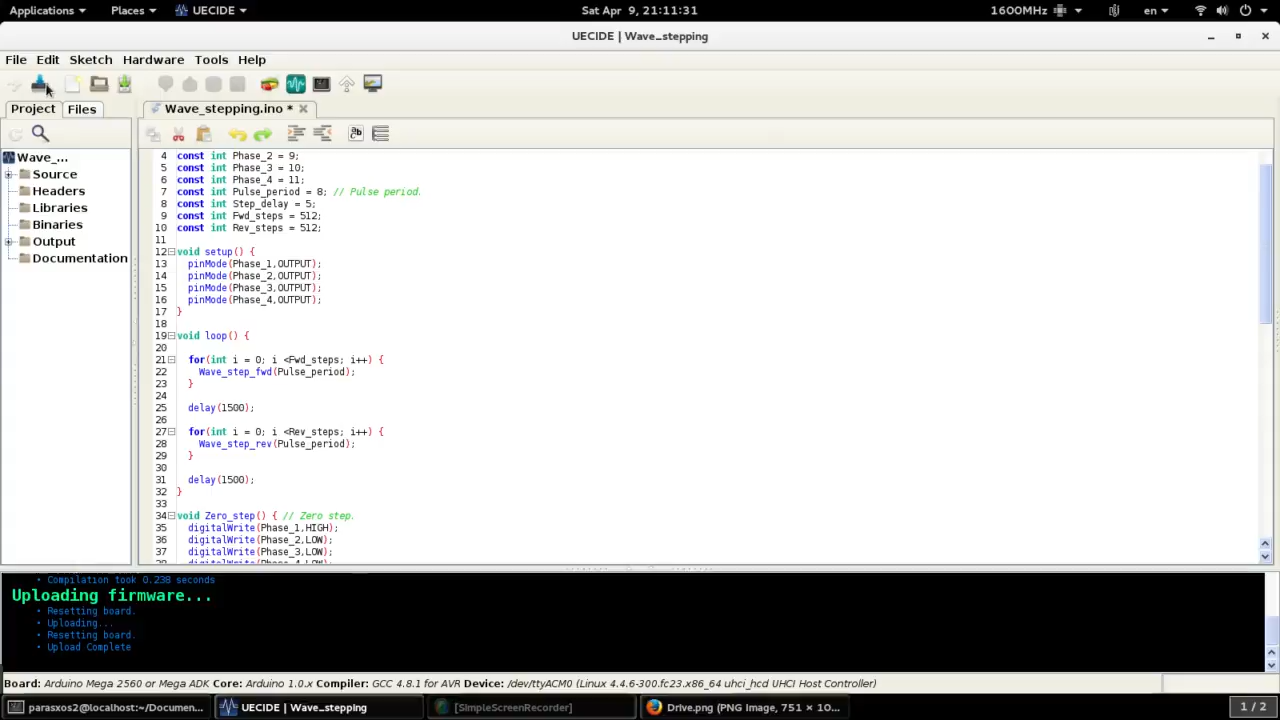 Applications
Places
UECIDE
Sat Apr 9, 21:11:31
1600MHz
en
UECIDE | Wave_stepping
File Edit Sketch Hardware Tools Help
Project Files
Wave_stepping.ino *
Wave_...
Source
Headers
Libraries
Binaries
Output
Documentation
4 const int Phase_2 = 9;
5 const int Phase_3 = 10;
6 const int Phase_4 = 11;
7 const int Pulse_period = 8; // Pulse period.
8 const int Step_delay = 5;
9 const int Fwd_steps = 512;
10 const int Rev_steps = 512;
11
12 void setup() {
13 pinMode(Phase_1,OUTPUT);
14 pinMode(Phase_2,OUTPUT);
15 pinMode(Phase_3,OUTPUT);
16 pinMode(Phase_4,OUTPUT);
17 }
18
19 void loop() {
20
21 for(int i = 0; i <Fwd_steps; i++) {
22 Wave_step_fwd(Pulse_period);
23 }
24
25 delay(1500);
26
27 for(int i = 0; i <Rev_steps; i++) {
28 Wave_step_rev(Pulse_period);
29 }
30
31 delay(1500);
32 }
33
34 void Zero_step() { // Zero step.
35 digitalWrite(Phase_1,HIGH);
36 digitalWrite(Phase_2,LOW);
37 digitalWrite(Phase_3,LOW);
38 digitalWrite(Phase_4,LOW);
• Compilation took 0.238 seconds
Uploading firmware...
• Resetting board.
• Uploading...
• Resetting board.
• Upload Complete
Board: Arduino Mega 2560 or Mega ADK Core: Arduino 1.0.x Compiler: GCC 4.8.1 for AVR Device: /dev/ttyACM0 (Linux 4.4.6-300.fc23.x86_64 uhci_hcd UHCI Host Controller)
parasxos2@localhost:~/Documen...
UECIDE | Wave_stepping
[SimpleScreenRecorder]
Drive.png (PNG Image, 751 × 10...
1 / 2